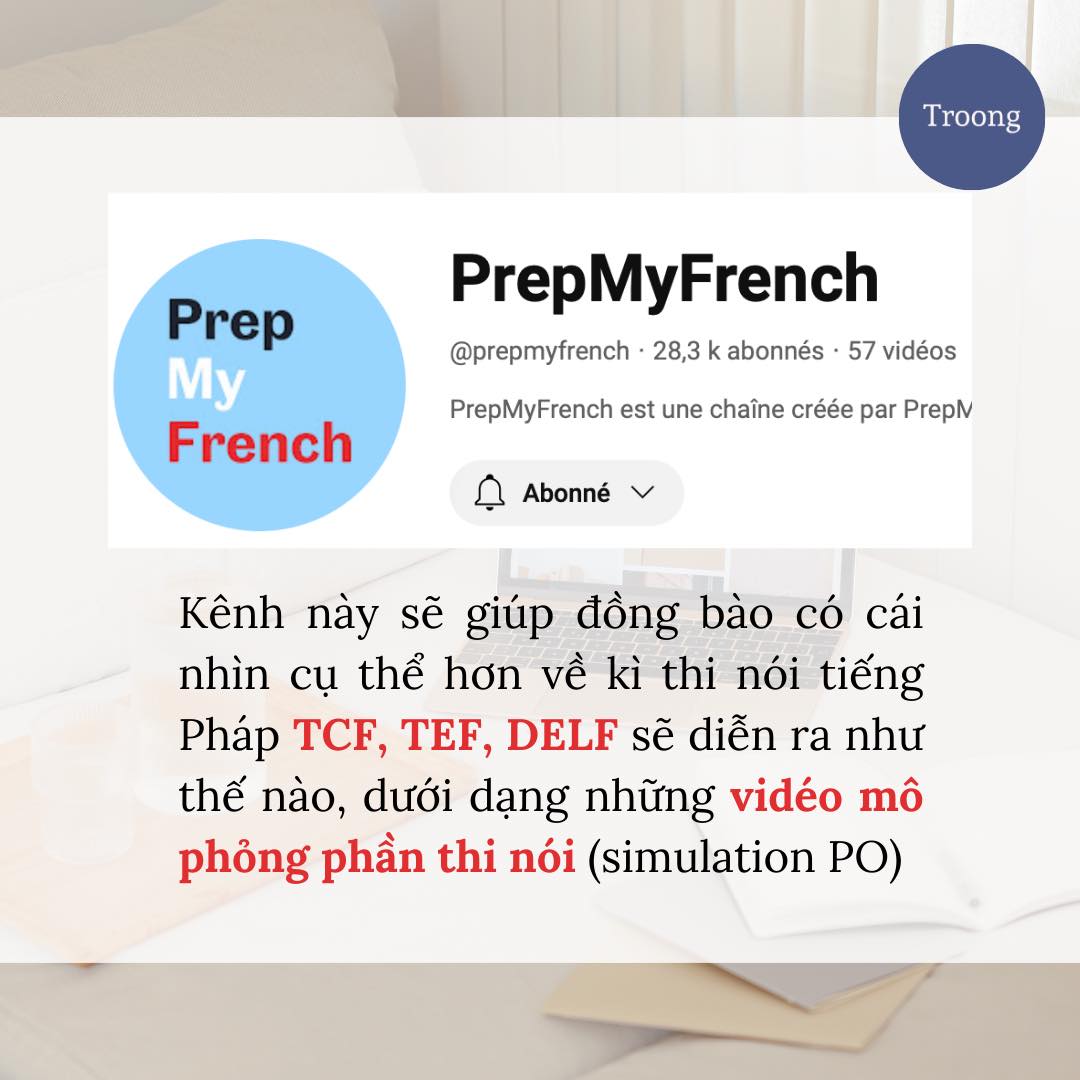 Troong
Prep
My
French
PrepMyFrench
@prepmyfrench · 28,3 k abonnés · 57 vidéos
PrepMyFrench est une chaîne créée par PrepM
Abonné
Kênh này sẽ giúp đồng bào có cái
nhìn cụ thể hơn về kì thi nói tiếng
Pháp TCF, TEF, DELF sẽ diễn ra như
thế nào, dưới dạng những vidéo mô
phỏng phần thi nói (simulation PO)